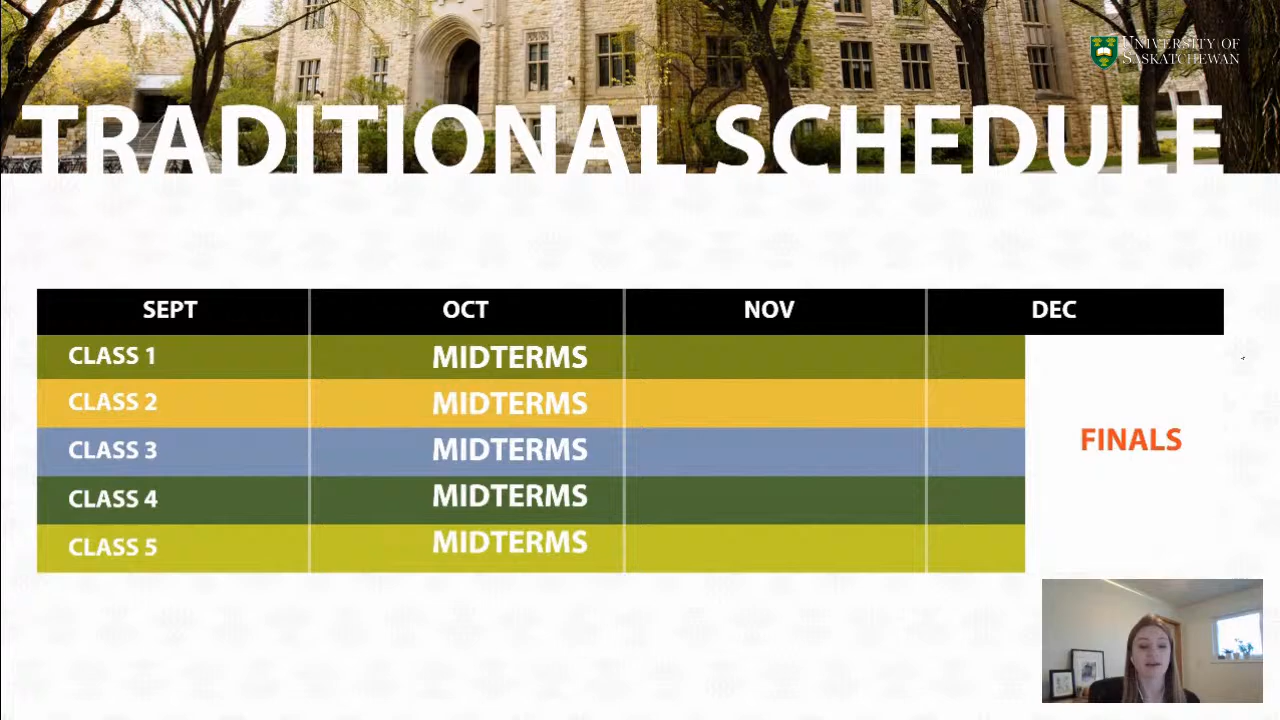 UNIVERSITY OF
SASKATCHEWAN
TRADITIONAL SCHEDULE
SEPT OCT NOV DEC
CLASS 1 MIDTERMS
CLASS 2 MIDTERMS
CLASS 3 MIDTERMS
CLASS 4 MIDTERMS
CLASS 5 MIDTERMS
FINALS